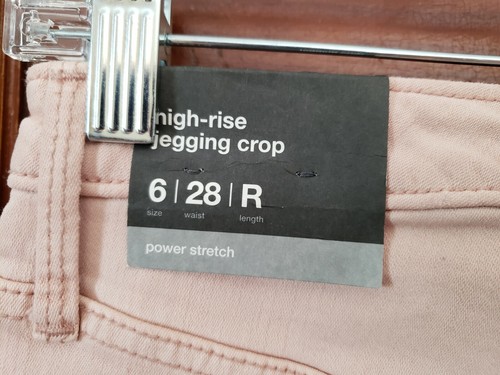 high-rise
jegging crop
6 | 28 | R
size waist length
power stretch